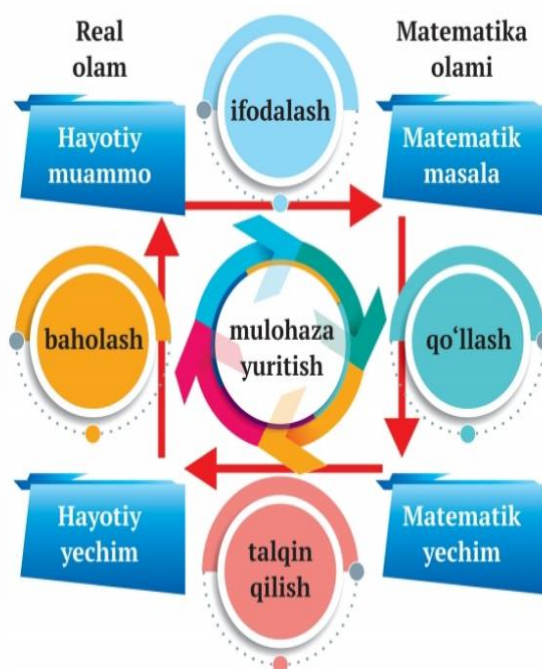 Real
olam
Matematika
olami
ifodalash
Hayotiy
muammo
Matematik
masala
baholash
mulohaza
yuritish
qo‘llash
Hayotiy
yechim
talqin
qilish
Matematik
yechim